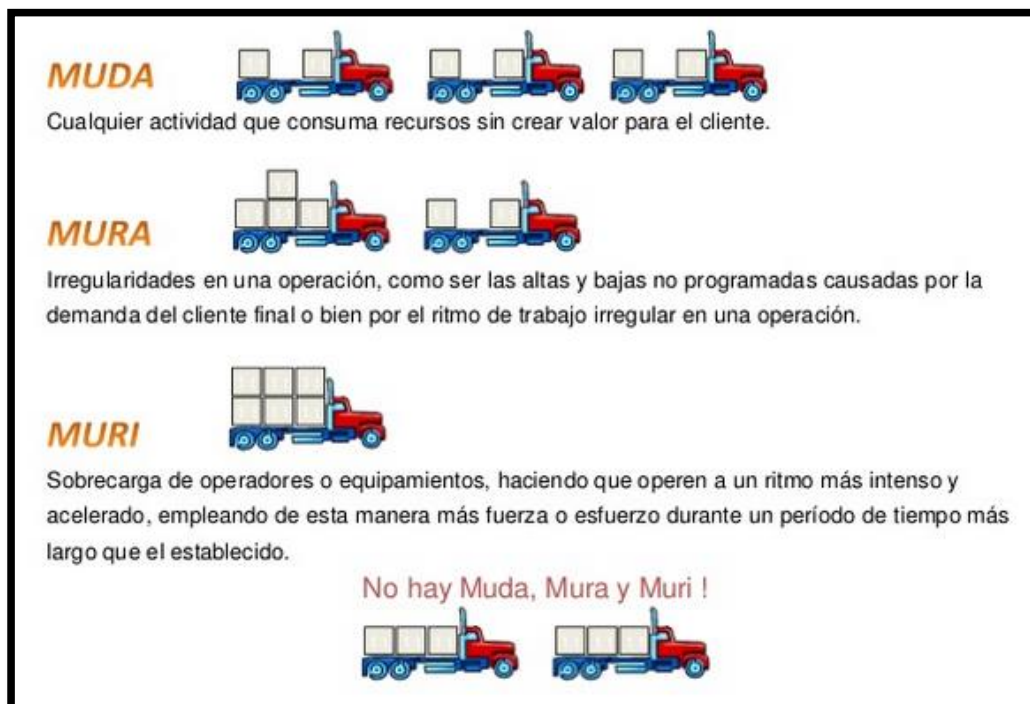 MUDA
Cualquier actividad que consuma recursos sin crear valor para el cliente.
MURA
Irregularidades en una operación, como ser las altas y bajas no programadas causadas por la
demanda del cliente final o bien por el ritmo de trabajo irregular en una operación.
MURI
Sobrecarga de operadores o equipamientos, haciendo que operen a un ritmo más intenso y
acelerado, empleando de esta manera más fuerza o esfuerzo durante un período de tiempo más
largo que el establecido.
No hay Muda, Mura y Muri !